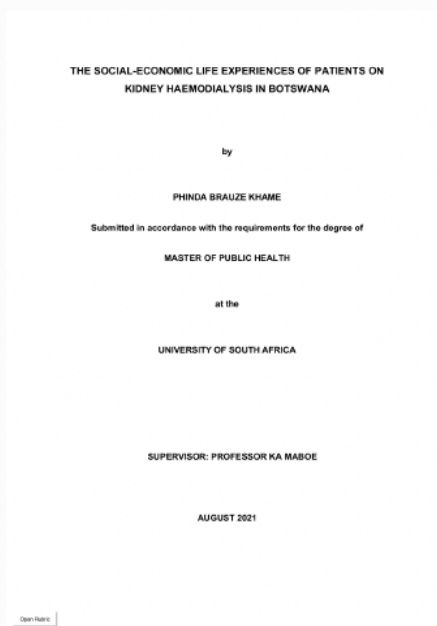 THE SOCIAL-ECONOMIC LIFE EXPERIENCES OF PATIENTS ON
KIDNEY HAEMODIALYSIS IN BOTSWANA
by
PHINDA BRAUZE KHAME
Submitted in accordance with the requirements for the degree of
MASTER OF PUBLIC HEALTH
at the
UNIVERSITY OF SOUTH AFRICA
SUPERVISOR: PROFESSOR KA MABOE
AUGUST 2021
Open Rubric